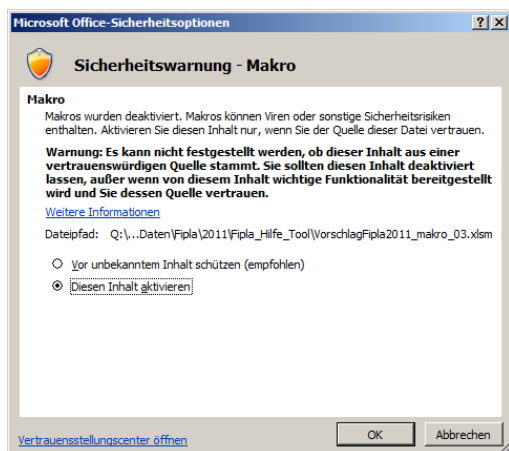 Microsoft Office-Sicherheitsoptionen
Sicherheitswarnung - Makro
Makro
Makros wurden deaktiviert. Makros können Viren oder sonstige Sicherheitsrisiken
enthalten. Aktivieren Sie diesen Inhalt nur, wenn Sie der Quelle dieser Datei vertrauen.
Warnung: Es kann nicht festgestellt werden, ob dieser Inhalt aus einer
vertrauenswürdigen Quelle stammt. Sie sollten diesen Inhalt deaktiviert
lassen, außer wenn von diesem Inhalt wichtige Funktionalität bereitgestellt
wird und Sie dessen Quelle vertrauen.
Weitere Informationen
Dateipfad: Q:\...Daten\Fipla\2011\Fipla_Hilfe_Tool\VorschlagFipla2011_makro_03.xlsm
Vor unbekanntem Inhalt schützen (empfohlen)
Diesen Inhalt aktivieren
Vertrauensstellungscenter öffnen
OK
Abbrechen